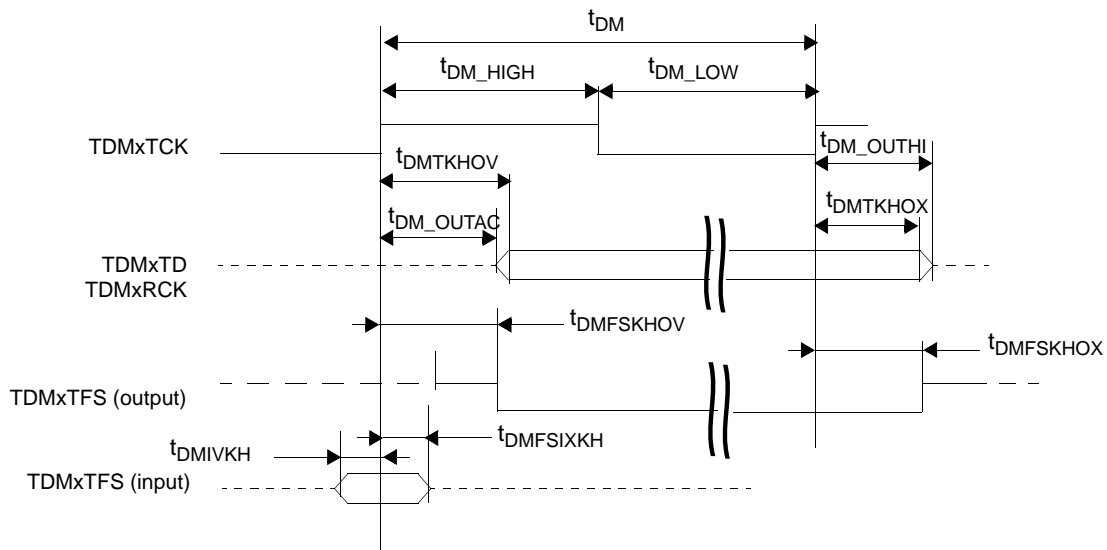 tDM
tDM_HIGH
tDM_LOW
TDMxTCK
tDM_OUTHI
tDMTKHOV
tDMTKHOX
tDM_OUTAC
TDMxTD
TDMxRCK
tDMFSKHOV
tDMFSKHOX
TDMxTFS (output)
tDMFSIXKH
tDMIVKH
TDMxTFS (input)